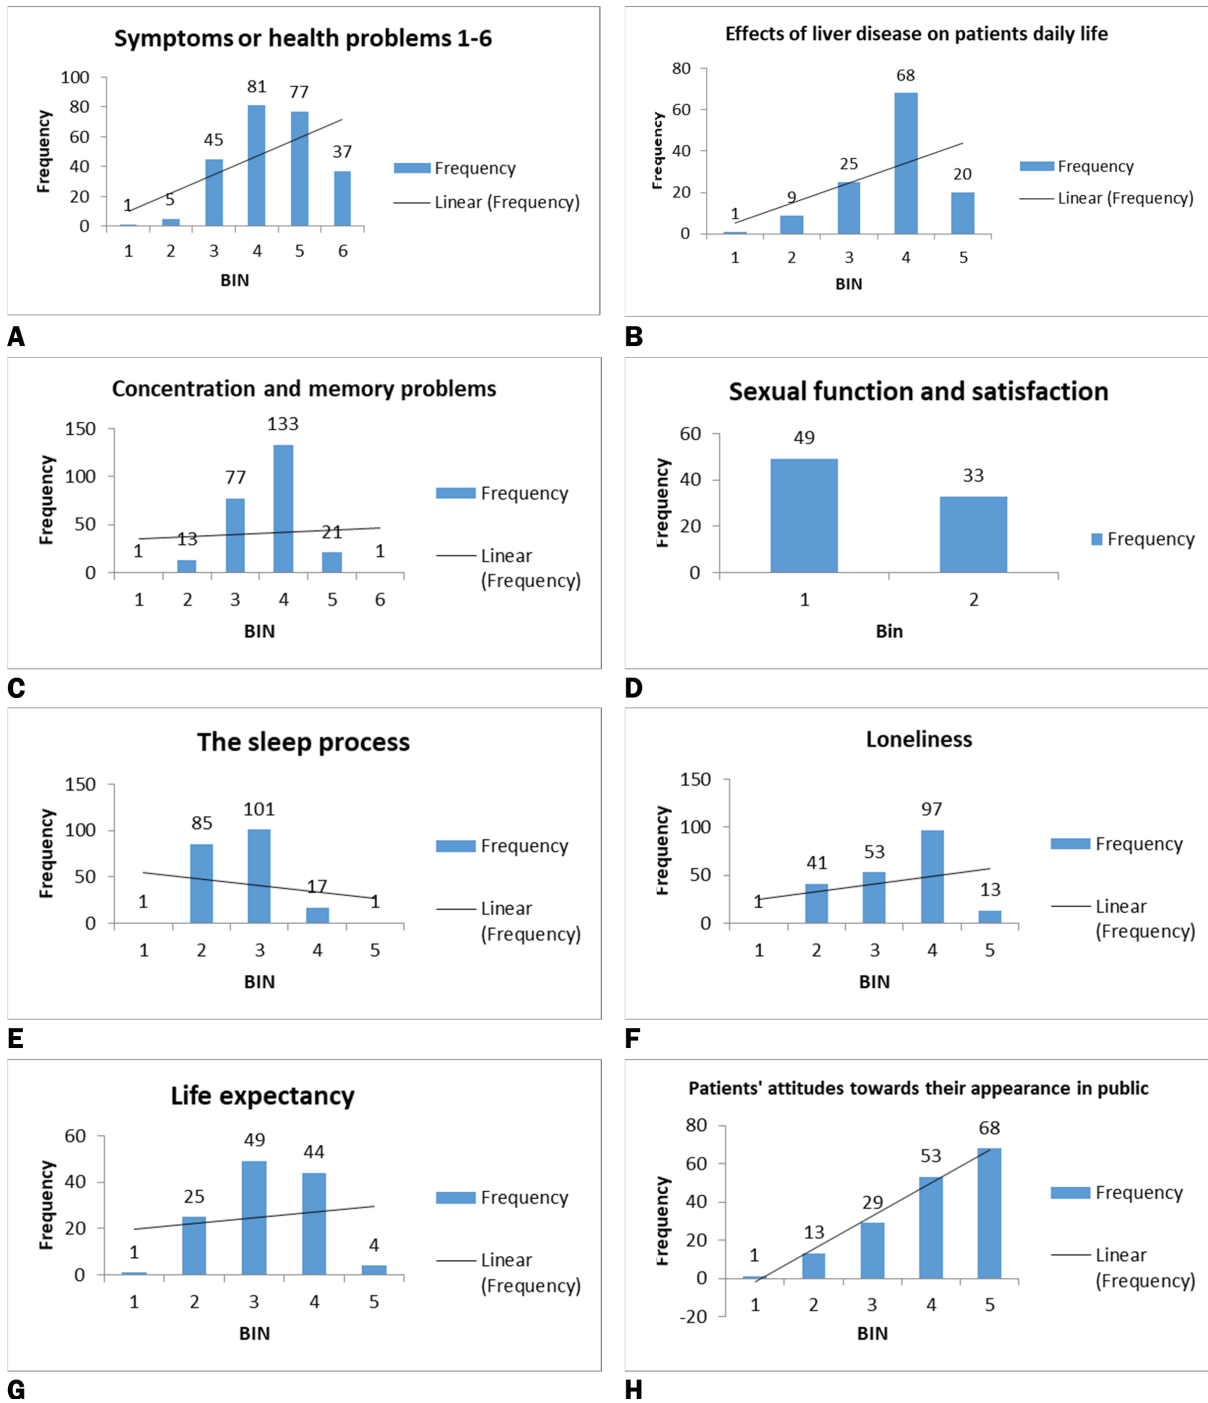 Symptoms or health problems 1-6
Frequency
100
80
60
40
20
0
1
5
45
81
77
37
1 2 3 4 5 6
BIN
Frequency
Linear (Frequency)
A
Effects of liver disease on patients daily life
Frequency
80
60
40
20
0
1
9
25
68
20
1 2 3 4 5
BIN
Frequency
Linear (Frequency)
B
Concentration and memory problems
Frequency
150
100
50
0
1
13
77
133
21
1
1 2 3 4 5 6
BIN
Frequency
Linear
(Frequency)
C
Sexual function and satisfaction
Frequency
60
40
20
0
49
33
1 2
Bin
Frequency
D
The sleep process
Frequency
150
100
50
0
1
85
101
17
1
1 2 3 4 5
BIN
Frequency
Linear
(Frequency)
E
Loneliness
Frequency
150
100
50
0
1
41
53
97
13
1 2 3 4 5
BIN
Frequency
Linear
(Frequency)
F
Life expectancy
Frequency
60
40
20
0
1
25
49
44
4
1 2 3 4 5
BIN
Frequency
Linear
(Frequency)
G
Patients' attitudes towards their appearance in public
Frequency
80
60
40
20
0
-20
1
13
29
53
68
1 2 3 4 5
BIN
Frequency
Linear
(Frequency)
H